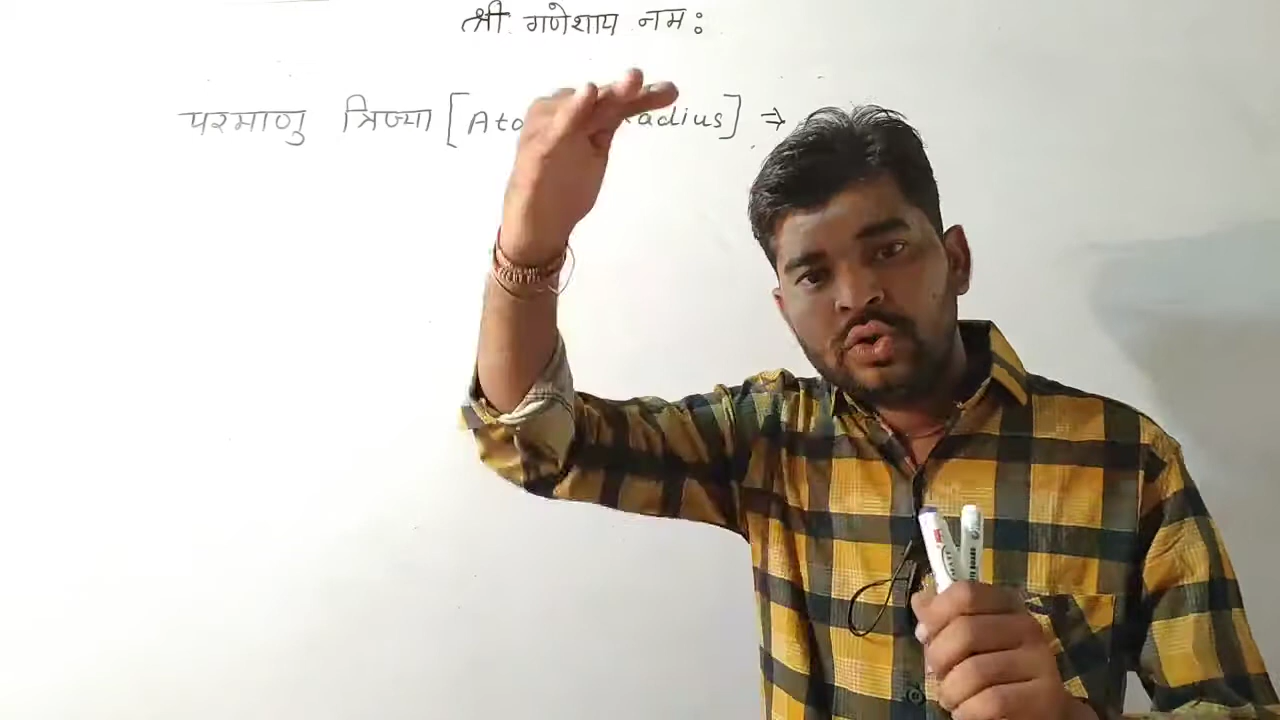 श्री गणेशाय नमः
परमाणु त्रिज्या [Ato adius] ⇒